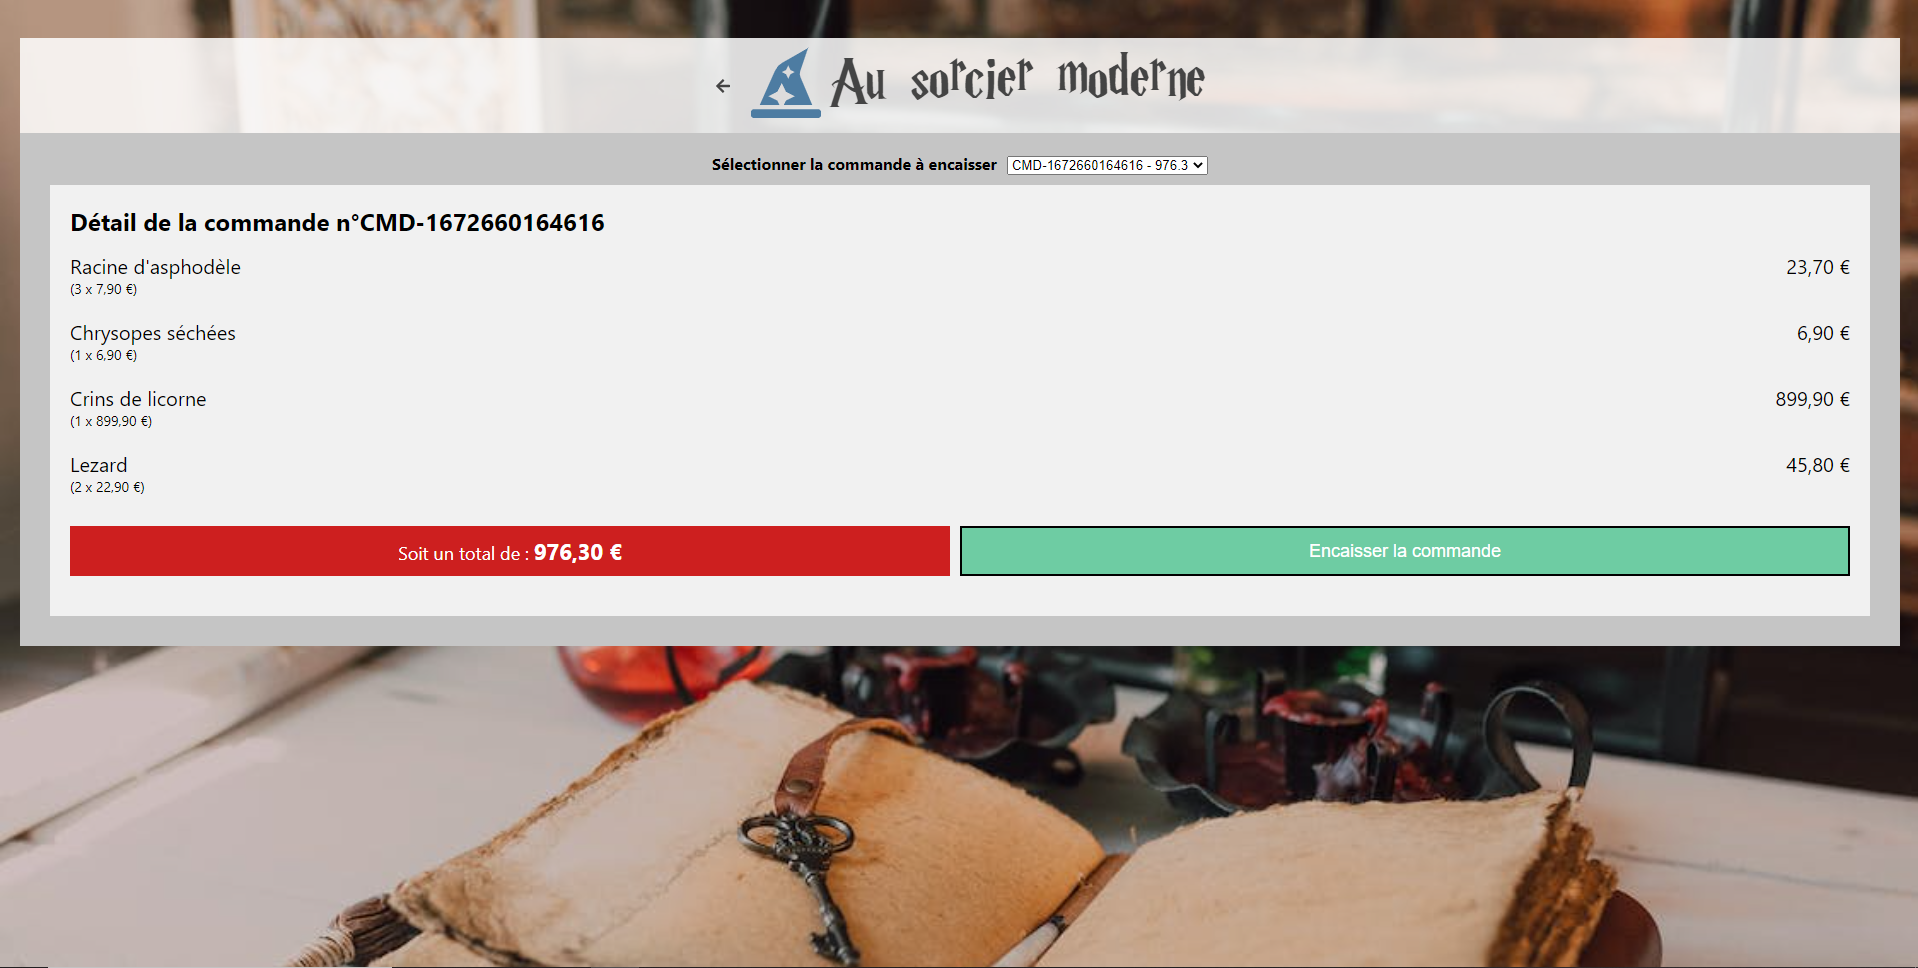 Au sorcier moderne
Sélectionner la commande à encaisser CMD-1672660164616 - 976.3
Détail de la commande n°CMD-1672660164616
Racine d'asphodèle 23,70 €
(3 x 7,90 €)
Chrysopes séchées 6,90 €
(1 x 6,90 €)
Crins de licorne 899,90 €
(1 x 899,90 €)
Lezard 45,80 €
(2 x 22,90 €)
Soit un total de : 976,30 € Encaisser la commande